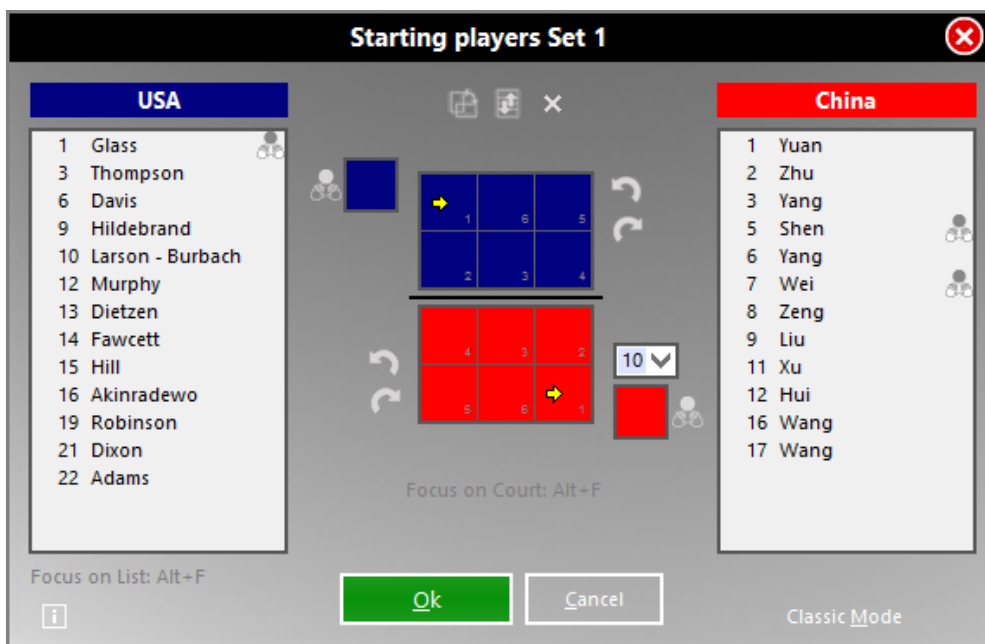 Starting players Set 1
USA
China
1 Glass
3 Thompson
6 Davis
9 Hildebrand
10 Larson - Burbach
12 Murphy
13 Dietzen
14 Fawcett
15 Hill
16 Akinradewo
19 Robinson
21 Dixon
22 Adams
1 6 5
2 3 4
4 3 2
5 6 1
10
Focus on Court: Alt+F
1 Yuan
2 Zhu
3 Yang
5 Shen
6 Yang
7 Wei
8 Zeng
9 Liu
11 Xu
12 Hui
16 Wang
17 Wang
Focus on List: Alt+F
i
Ok
Cancel
Classic Mode